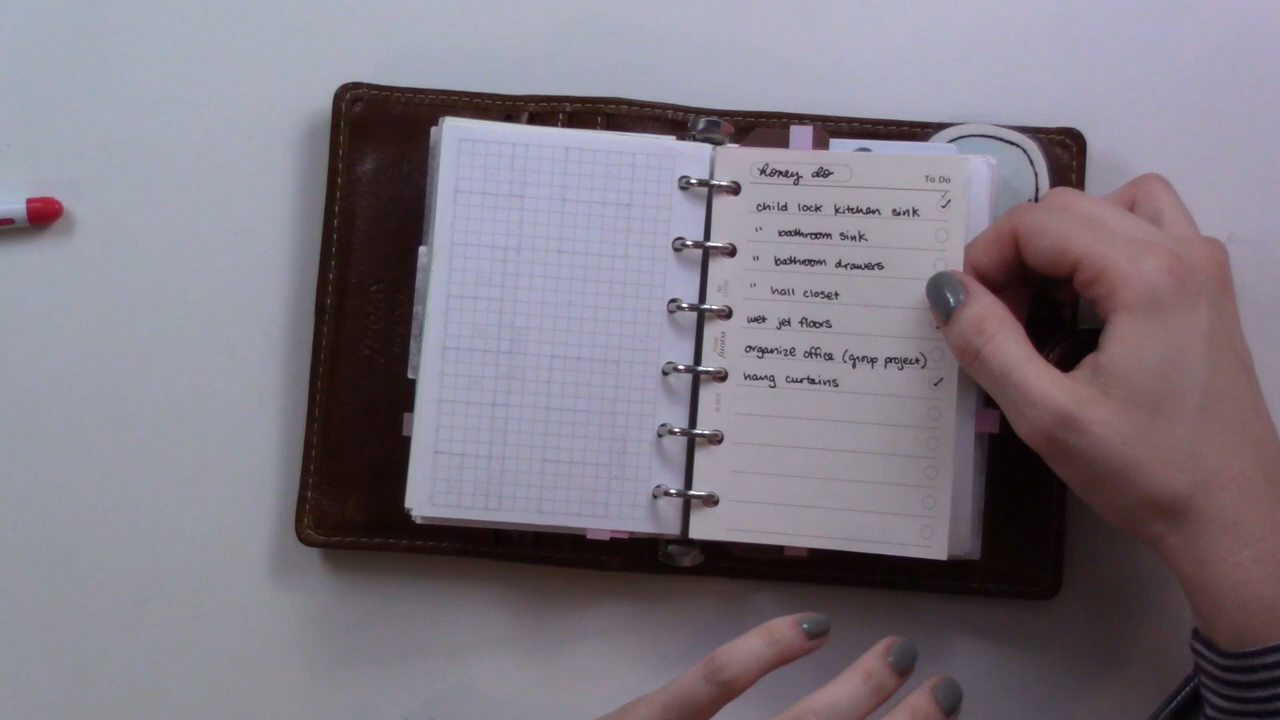 honey do
To Do
child lock kitchen sink
" bathroom sink
" bathroom drawers
" hall closet
wet jet floors
organize office (group project)
hang curtains